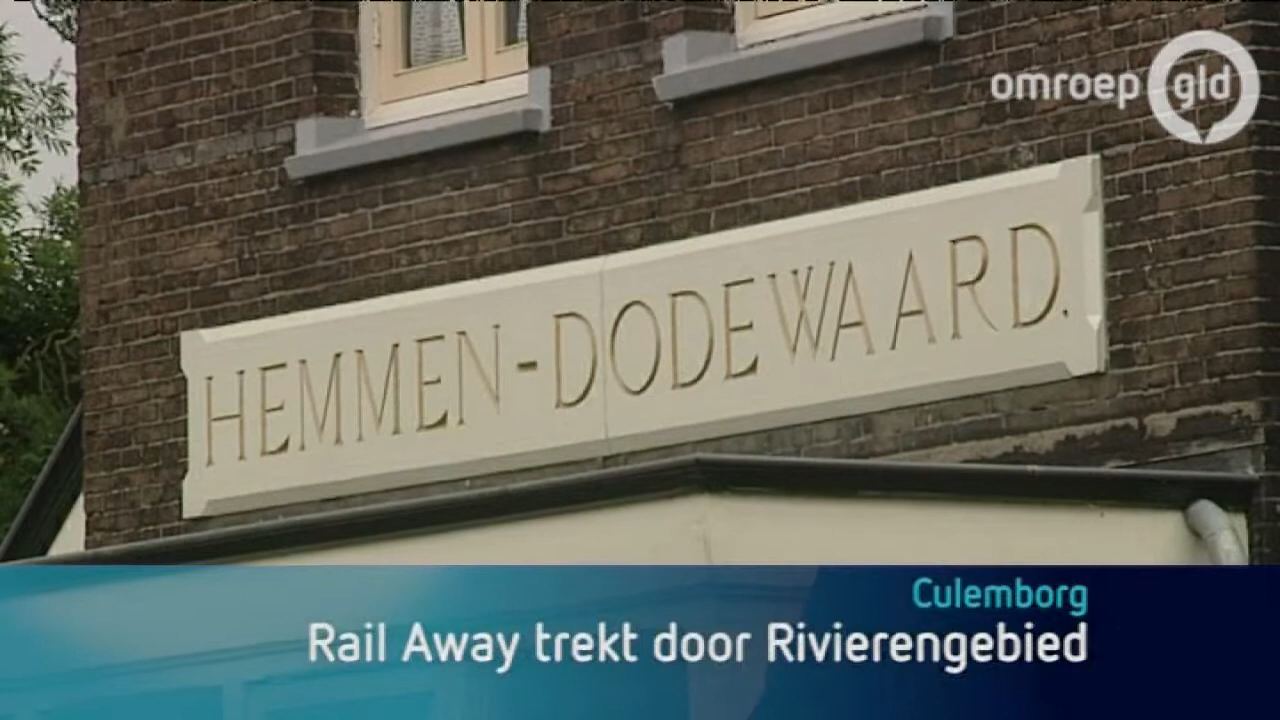 omroep gld
HEMMEN-DODEWAARD.
Culemborg
Rail Away trekt door Rivierengebied